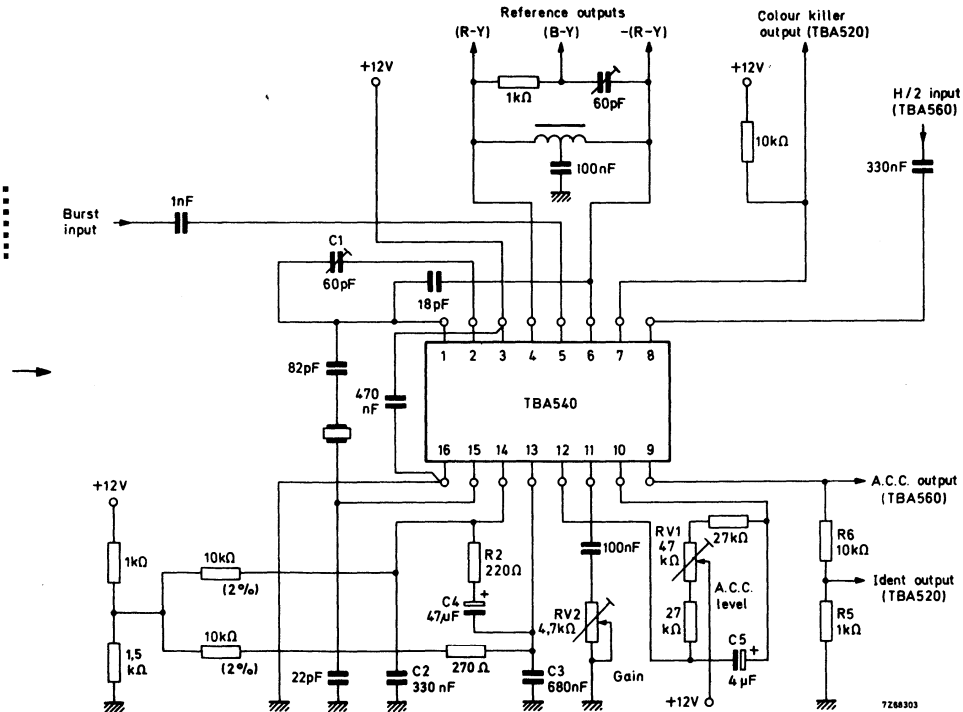 Reference outputs
(R-Y) (B-Y) -(R-Y)
Colour killer
output (TBA520)
+12V
+12V
H/2 input
(TBA560)
1kΩ
60pF
10kΩ
330nF
100nF
1nF
Burst
input
C1
60pF
18pF
1 2 3 4 5 6 7 8
82pF
470
nF
TBA540
16 15 14 13 12 11 10 9
+12V
A.C.C. output
(TBA560)
1kΩ
10kΩ
(2%)
R2
220Ω
C4
+
47μF
100nF
RV1
47
kΩ
27kΩ
R6
10kΩ
A.C.C.
level
Ident output
(TBA520)
RV2
4,7kΩ
27
kΩ
R5
1kΩ
1,5
kΩ
10kΩ
(2%)
270Ω
C5
+
4μF
22pF
C2
330nF
C3
680nF
Gain
+12V
7Z68303